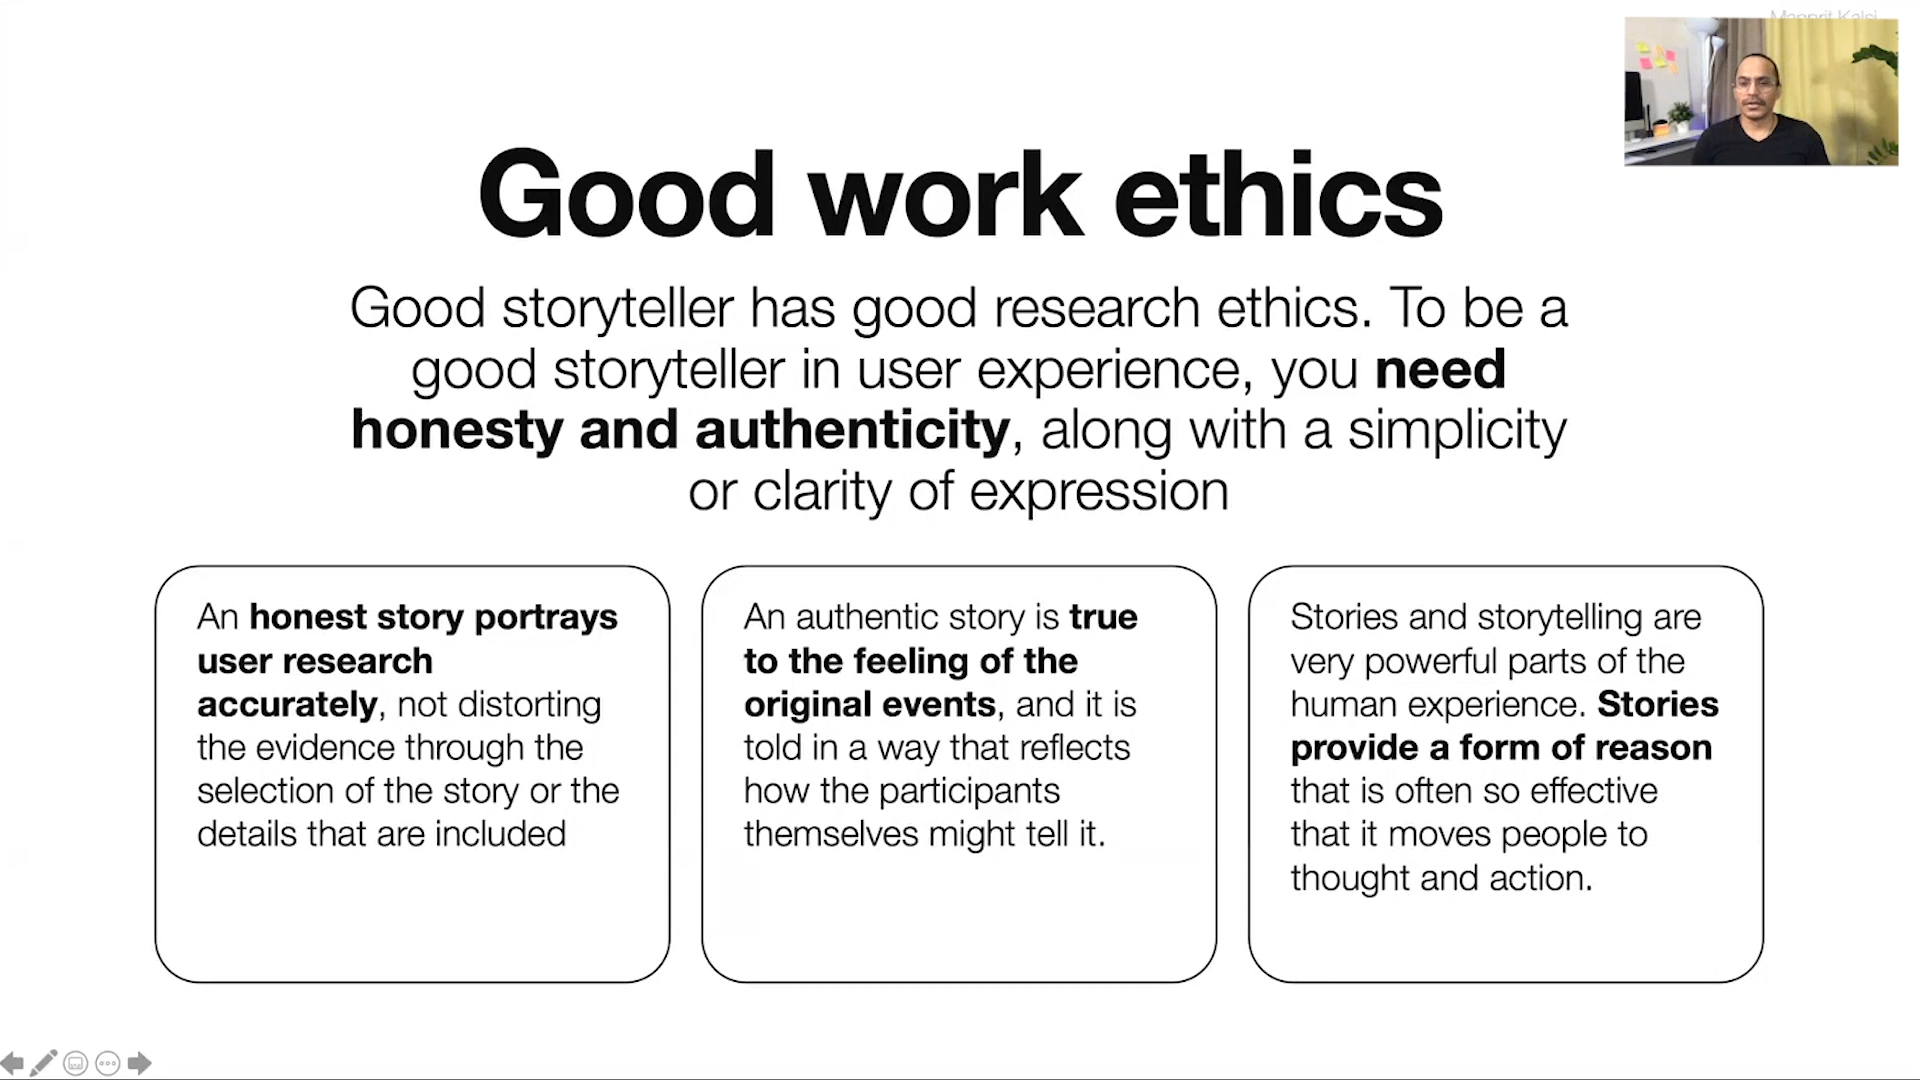 Good work ethics
Good storyteller has good research ethics. To be a
good storyteller in user experience, you need
honesty and authenticity, along with a simplicity
or clarity of expression
An honest story portrays
user research
accurately, not distorting
the evidence through the
selection of the story or the
details that are included
An authentic story is true
to the feeling of the
original events, and it is
told in a way that reflects
how the participants
themselves might tell it.
Stories and storytelling are
very powerful parts of the
human experience. Stories
provide a form of reason
that is often so effective
that it moves people to
thought and action.